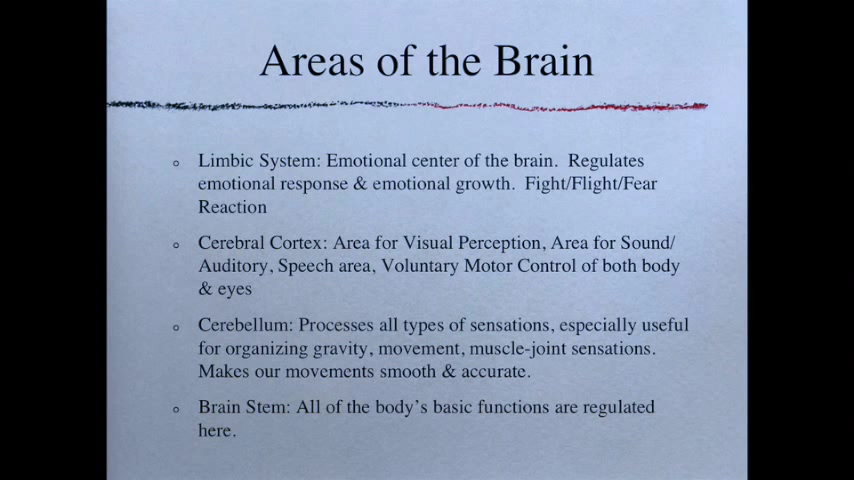 Areas of the Brain
Limbic System: Emotional center of the brain. Regulates
emotional response & emotional growth. Fight/Flight/Fear
Reaction
Cerebral Cortex: Area for Visual Perception, Area for Sound/
Auditory, Speech area, Voluntary Motor Control of both body
& eyes
Cerebellum: Processes all types of sensations, especially useful
for organizing gravity, movement, muscle-joint sensations.
Makes our movements smooth & accurate.
Brain Stem: All of the body's basic functions are regulated
here.